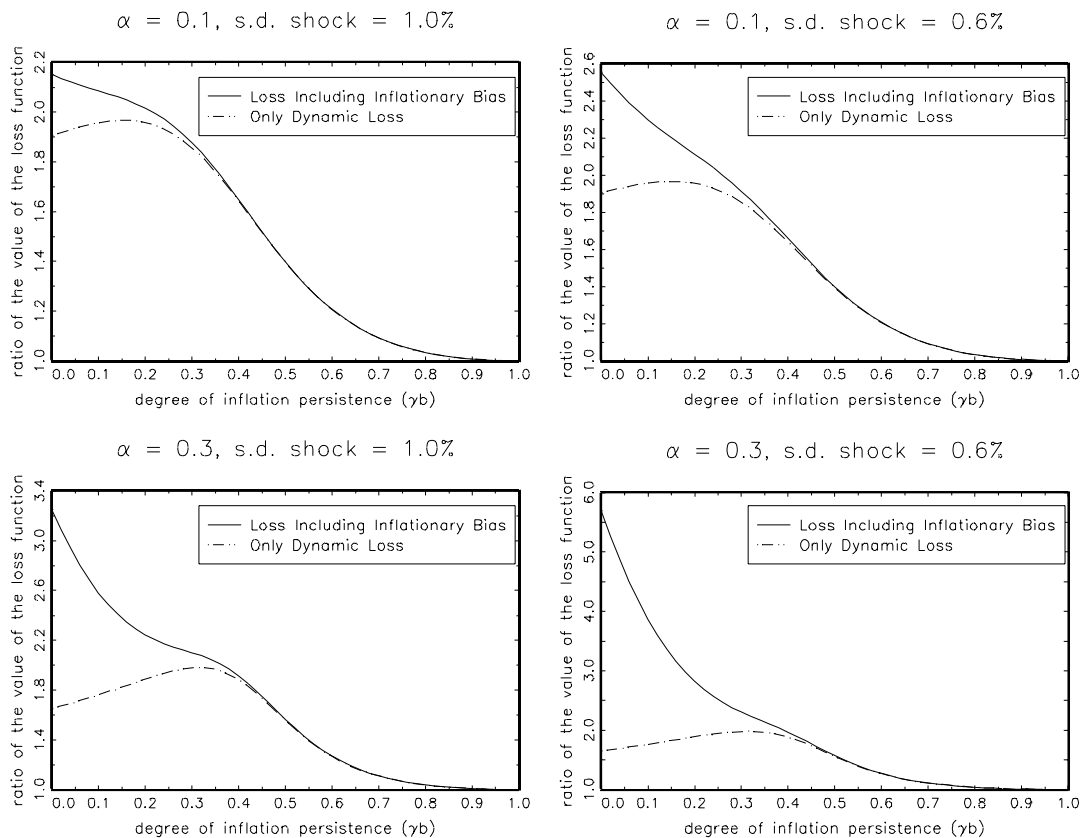 α = 0.1, s.d. shock = 1.0%
ratio of the value of the loss function
2.2
2.0
1.8
1.6
1.4
1.2
1.0
Loss Including Inflationary Bias
Only Dynamic Loss
0.0 0.1 0.2 0.3 0.4 0.5 0.6 0.7 0.8 0.9 1.0
degree of inflation persistence (γb)
α = 0.1, s.d. shock = 0.6%
ratio of the value of the loss function
2.6
2.4
2.2
2.0
1.8
1.6
1.4
1.2
1.0
Loss Including Inflationary Bias
Only Dynamic Loss
0.0 0.1 0.2 0.3 0.4 0.5 0.6 0.7 0.8 0.9 1.0
degree of inflation persistence (γb)
α = 0.3, s.d. shock = 1.0%
ratio of the value of the loss function
3.4
3.0
2.6
2.2
1.8
1.4
1.0
Loss Including Inflationary Bias
Only Dynamic Loss
0.0 0.1 0.2 0.3 0.4 0.5 0.6 0.7 0.8 0.9 1.0
degree of inflation persistence (γb)
α = 0.3, s.d. shock = 0.6%
ratio of the value of the loss function
6.0
5.0
4.0
3.0
2.0
1.0
Loss Including Inflationary Bias
Only Dynamic Loss
0.0 0.1 0.2 0.3 0.4 0.5 0.6 0.7 0.8 0.9 1.0
degree of inflation persistence (γb)